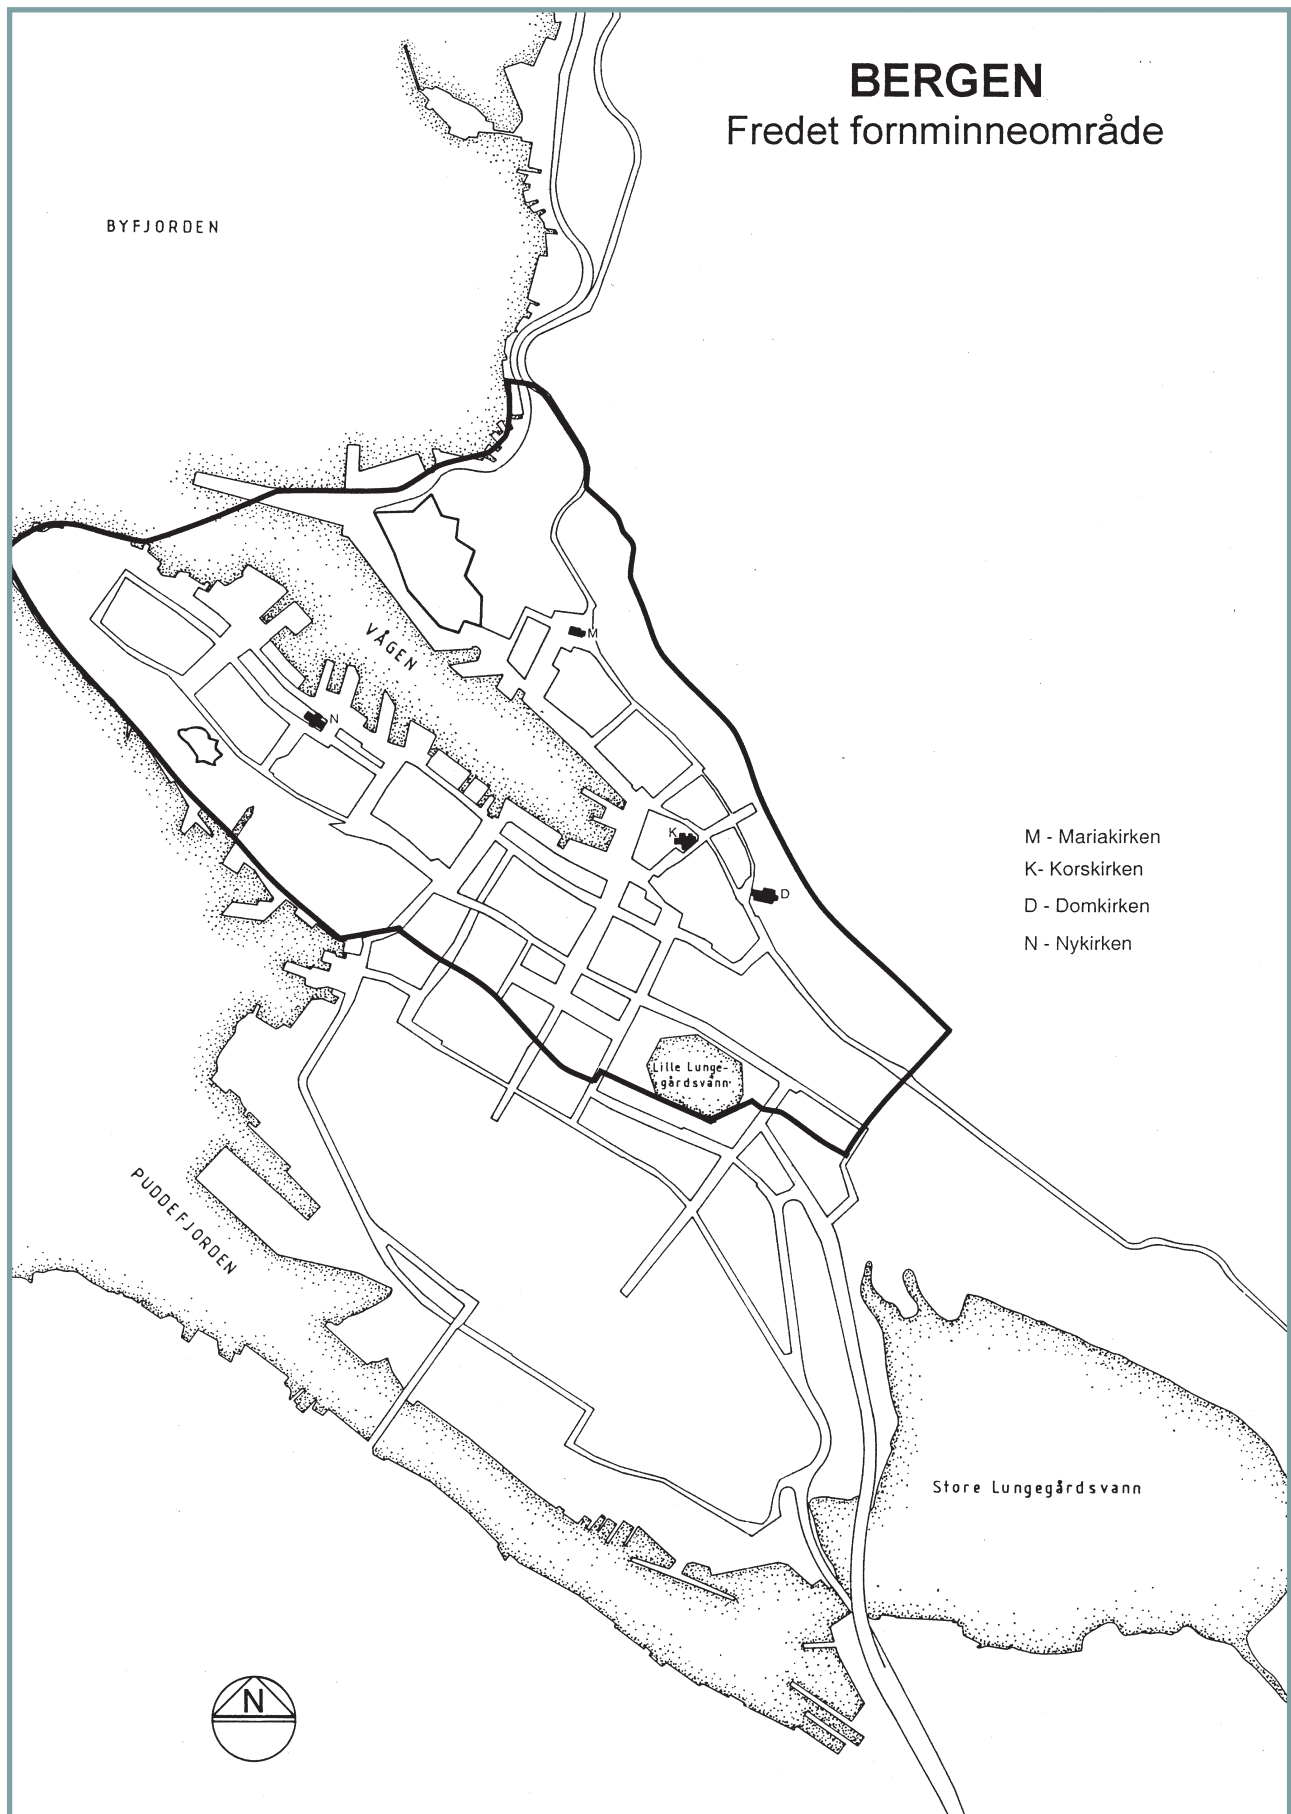 BERGEN
Fredet fornminneområde
BYFJORDEN
M
VÅGEN
N
K
M - Mariakirken
K- Korskirken
D
D - Domkirken
N - Nykirken
Lille Lunge-
gårdsvann
PUDDEFJORDEN
Store Lungegårdsvann
N